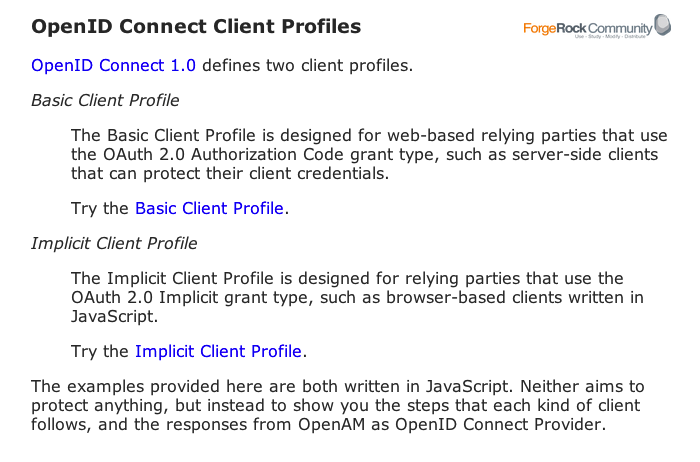 OpenID Connect Client Profiles
ForgeRock Community
Use - Study - Modify - Distribute
OpenID Connect 1.0 defines two client profiles.
Basic Client Profile
The Basic Client Profile is designed for web-based relying parties that use
the OAuth 2.0 Authorization Code grant type, such as server-side clients
that can protect their client credentials.
Try the Basic Client Profile.
Implicit Client Profile
The Implicit Client Profile is designed for relying parties that use the
OAuth 2.0 Implicit grant type, such as browser-based clients written in
JavaScript.
Try the Implicit Client Profile.
The examples provided here are both written in JavaScript. Neither aims to
protect anything, but instead to show you the steps that each kind of client
follows, and the responses from OpenAM as OpenID Connect Provider.